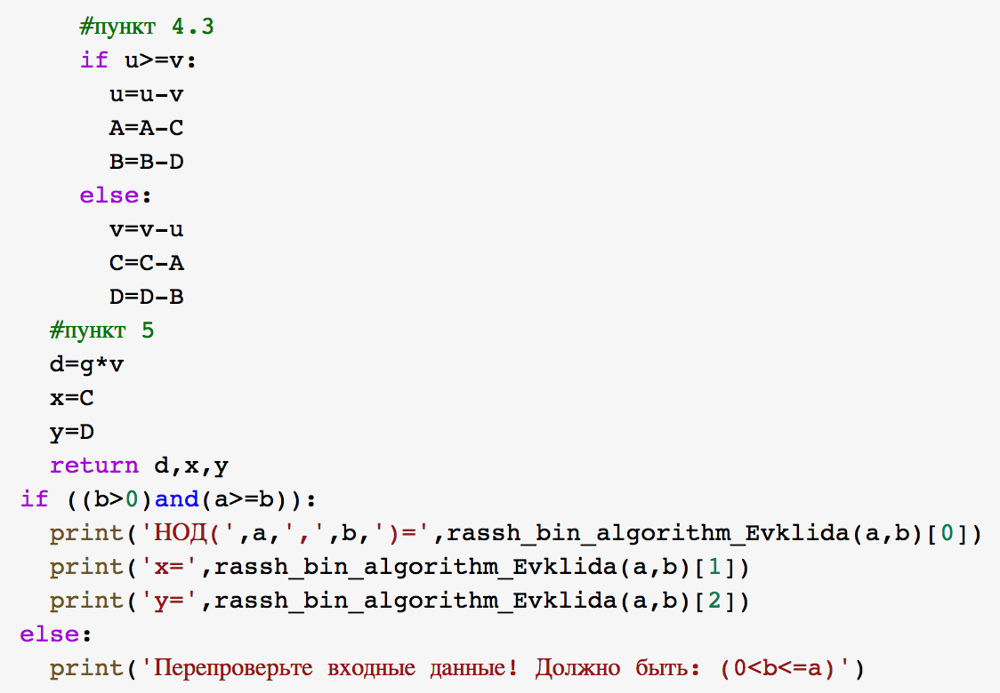 #пункт 4.3
    if u>=v:
      u=u-v
      A=A-C
      B=B-D
    else:
      v=v-u
      C=C-A
      D=D-B
  #пункт 5
  d=g*v
  x=C
  y=D
  return d,x,y
if ((b>0)and(a>=b)):
  print('НОД(',a,',',b,')=',rassh_bin_algorithm_Evklida(a,b)[0])
  print('x=',rassh_bin_algorithm_Evklida(a,b)[1])
  print('y=',rassh_bin_algorithm_Evklida(a,b)[2])
else:
  print('Перепроверьте входные данные! Должно быть: (0<b<=a)')